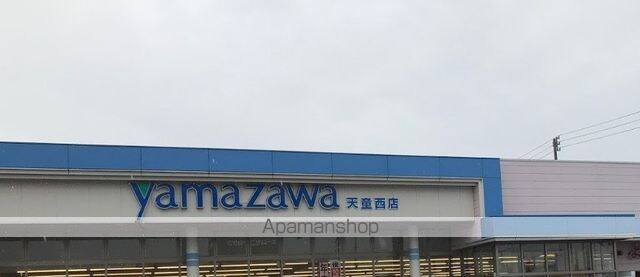 yamazawa 天童西店
Apamanshop